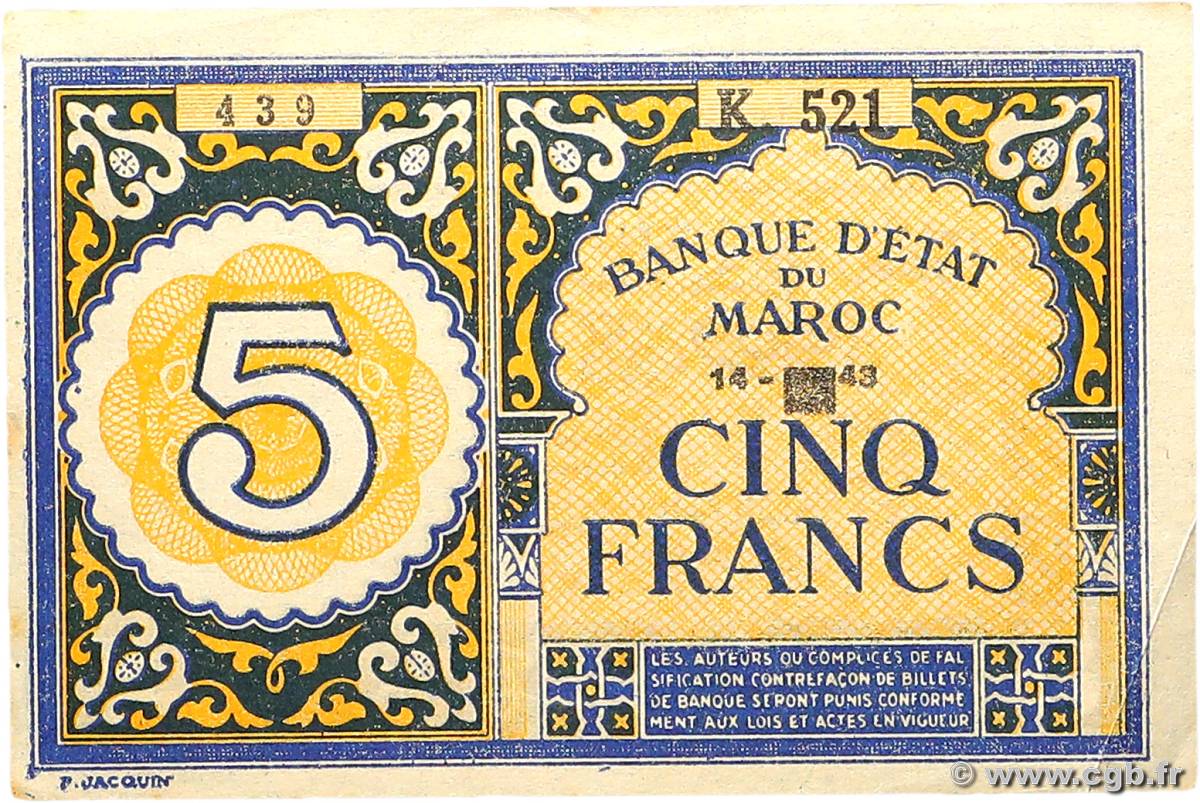 439
K. 521
5
BANQUE D'ÉTAT
DU
MAROC
14 - 43
CINQ
FRANCS
LES AUTEURS OU COMPLICES DE FAL
SIFICATION CONTREFAÇON DE BILLETS
DE BANQUE SERONT PUNIS CONFORME
MENT AUX LOIS ET ACTES EN VIGUEUR
P. JACQUIN
© www.cgb.fr